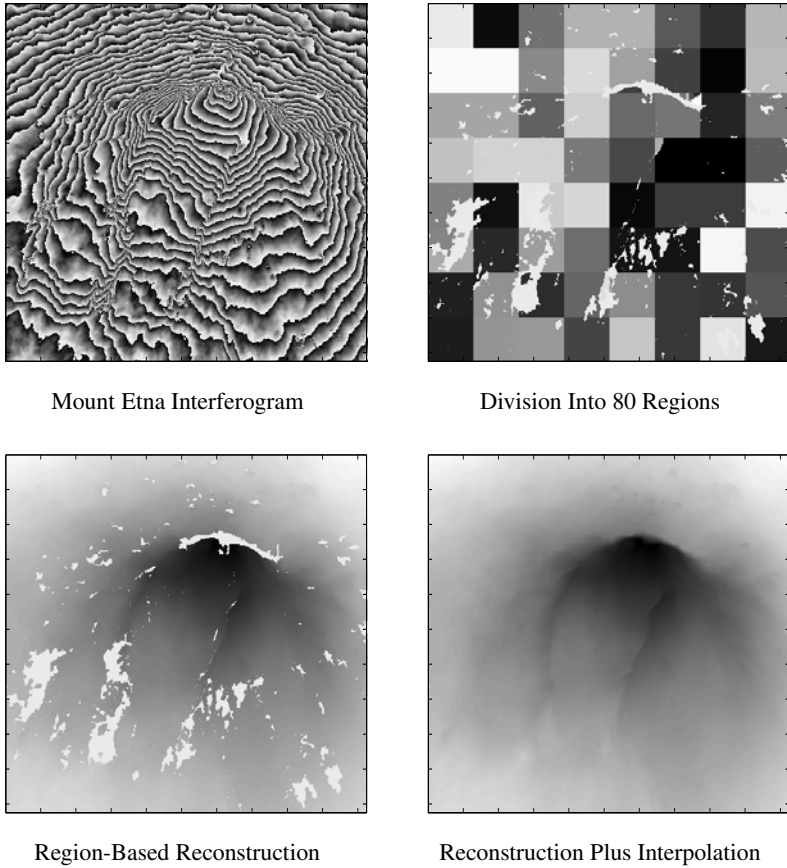 Mount Etna Interferogram
Division Into 80 Regions
Region-Based Reconstruction
Reconstruction Plus Interpolation